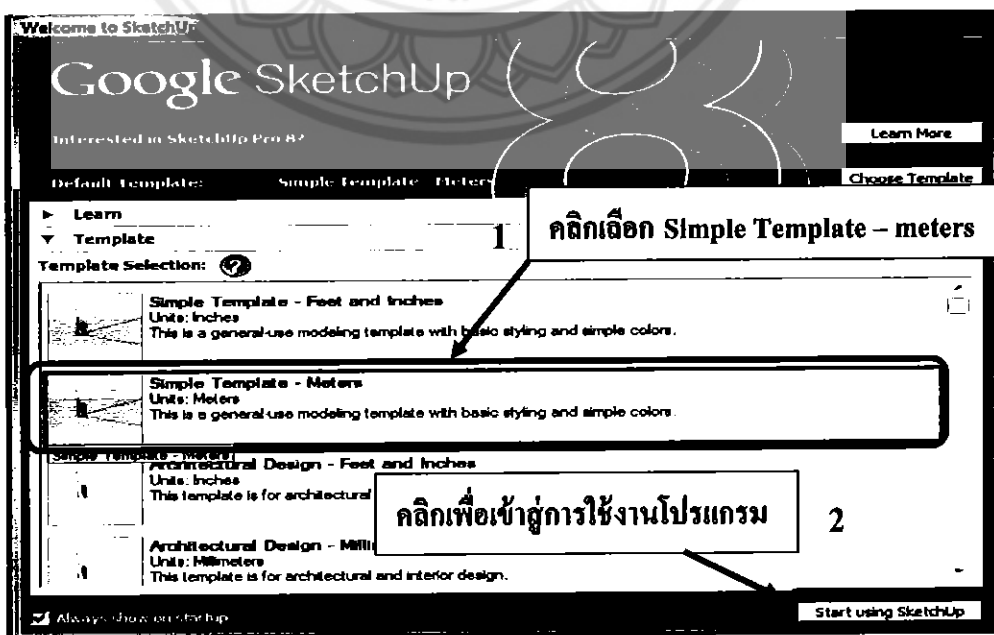 Welcome to SketchUp
Google SketchUp 8
Interested in SketchUp Pro 8?
Learn More
Default Template: Simple Template - Meters
Choose Template
Learn
Template
1
คลิกเลือก Simple Template – meters
Template Selection:
Simple Template - Feet and Inches
Units: Inches
This is a general-use modeling template with basic styling and simple colors.
Simple Template - Meters
Units: Meters
This is a general-use modeling template with basic styling and simple colors.
Simple Template - Meters
Architectural Design - Feet and Inches
Units: Inches
This template is for architectural
คลิกเพื่อเข้าสู่การใช้งานโปรแกรม
2
Architectural Design - Milli
Units: Millimeters
This template is for architectural and interior design.
Always show on startup
Start using SketchUp